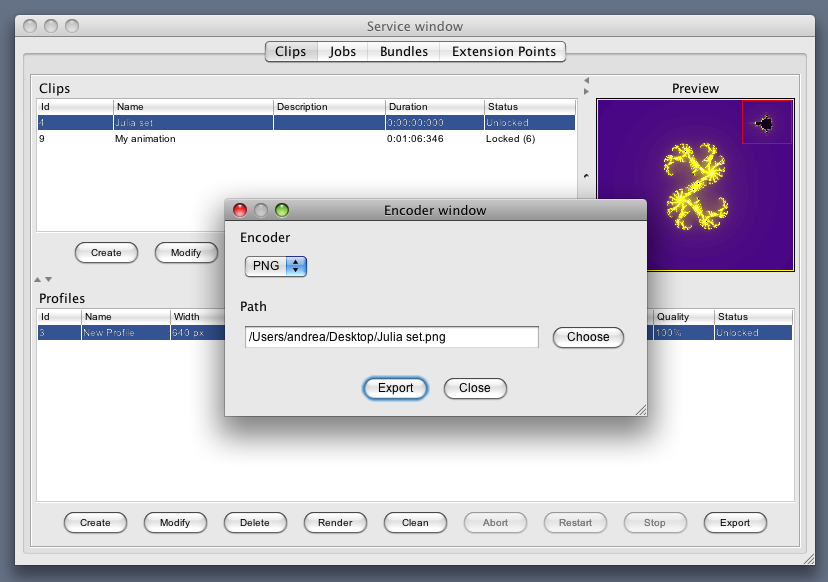 Service window
Clips Jobs Bundles Extension Points
Clips
Id Name Description Duration Status
4 Julia set 0:00:00:000 Unlocked
9 My animation 0:01:06:346 Locked (6)
Preview
Create Modify
Encoder window
Encoder
PNG
Path
/Users/andrea/Desktop/Julia set.png Choose
Export Close
Profiles
Id Name Width Quality Status
3 New Profile 640 px 100% Unlocked
Create Modify Delete Render Clean Abort Restart Stop Export